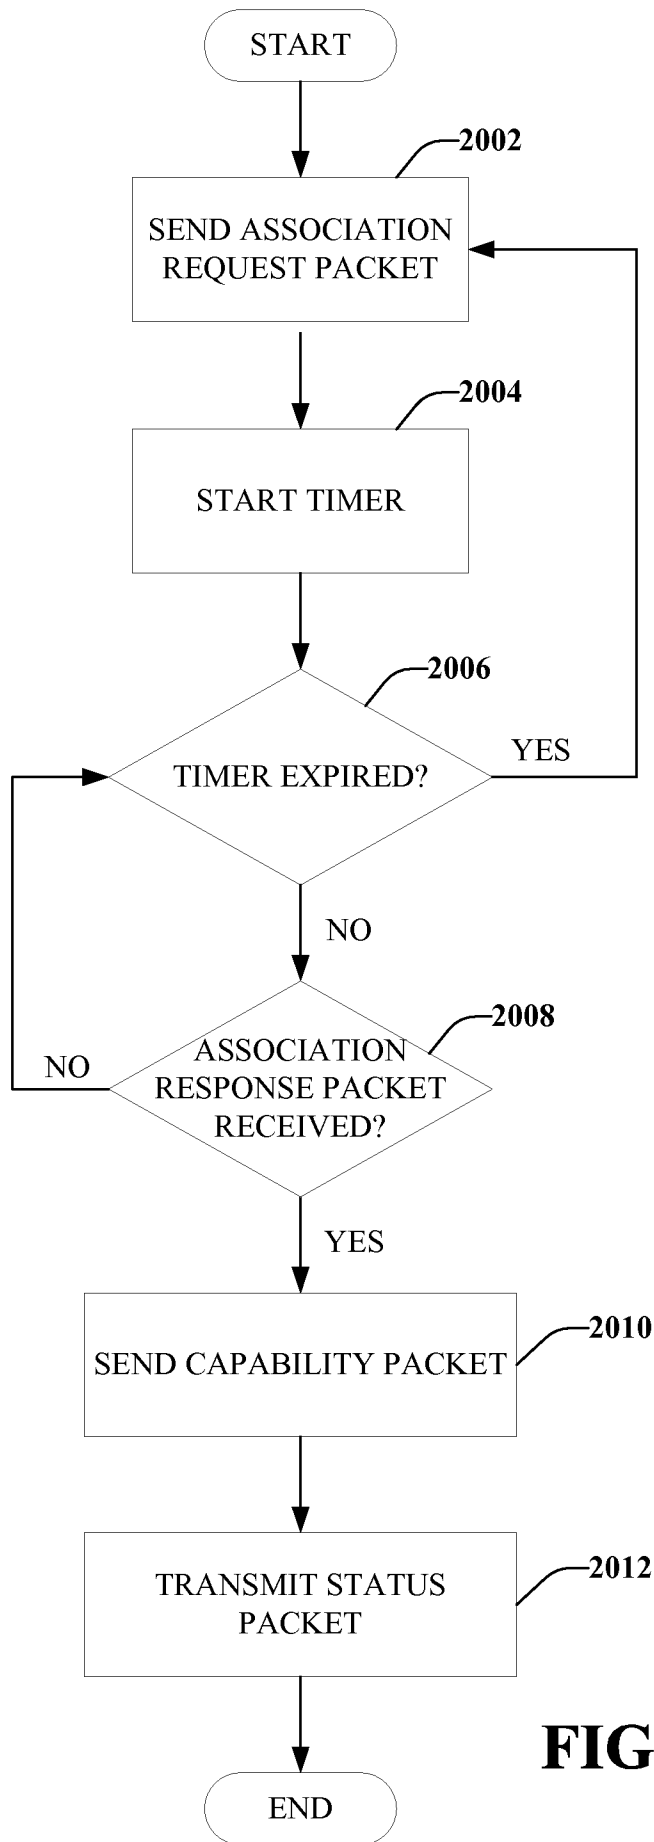 START
2002
SEND ASSOCIATION
REQUEST PACKET
2004
START TIMER
2006
TIMER EXPIRED?
YES
NO
2008
ASSOCIATION
RESPONSE PACKET
RECEIVED?
NO
YES
2010
SEND CAPABILITY PACKET
2012
TRANSMIT STATUS
PACKET
FIG
END